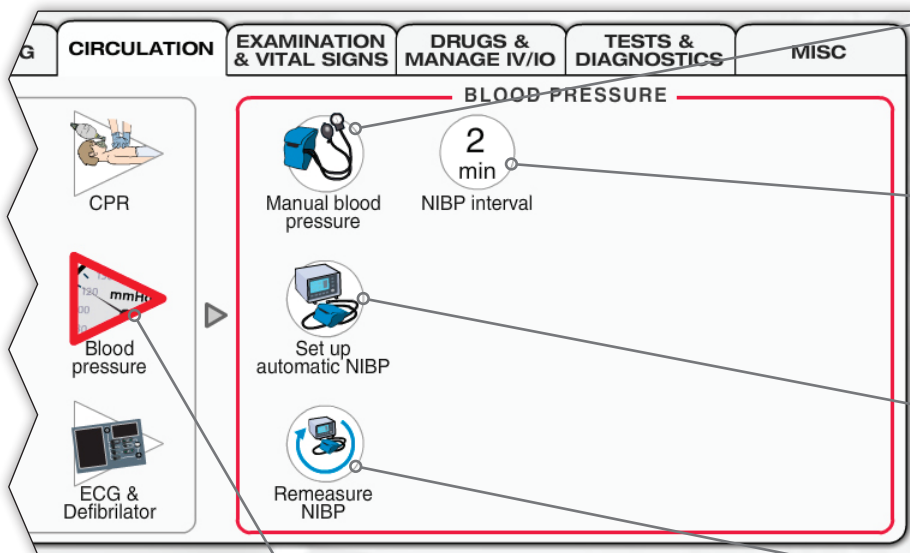 G
CIRCULATION
EXAMINATION
& VITAL SIGNS
DRUGS &
MANAGE IV/IO
TESTS &
DIAGNOSTICS
MISC
BLOOD PRESSURE
CPR
Manual blood
pressure
2
min
NIBP interval
120
mmHg
Blood
pressure
Set up
automatic NIBP
ECG &
Defibrilator
Remeasure
NIBP